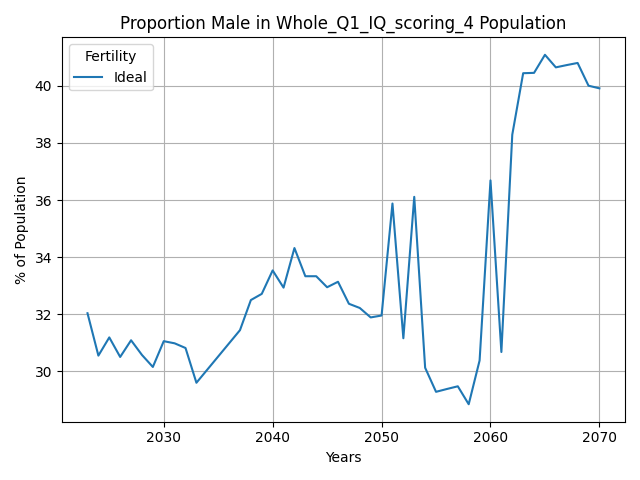 Proportion Male in Whole_Q1_IQ_scoring_4 Population
Fertility
Ideal
% of Population
40
38
36
34
32
30
2030 2040 2050 2060 2070
Years